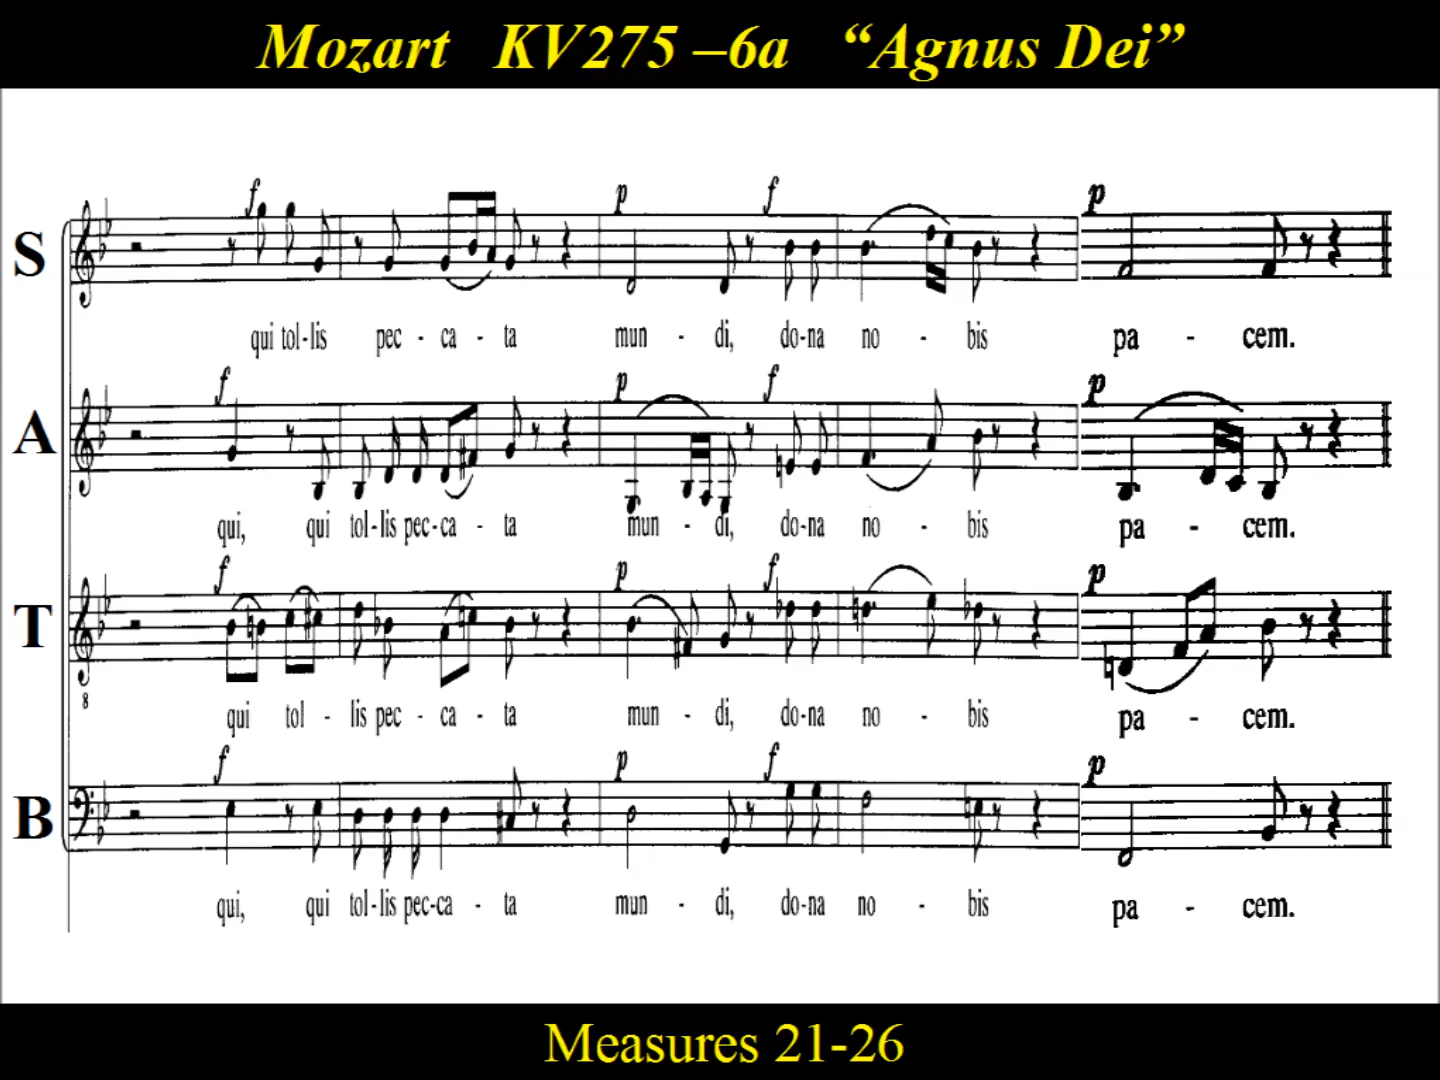 Mozart KV275 –6a “Agnus Dei”
f p f p
S
qui tol-lis pec - ca - ta mun - di, do-na no - bis pa - cem.
f p f p
A
qui, qui tol-lis pec-ca - ta mun - di, do-na no - bis pa - cem.
f p f p
T
8
qui tol - lis pec - ca - ta mun - di, do-na no - bis pa - cem.
f p f p
B
qui, qui tol-lis pec-ca - ta mun - di, do-na no - bis pa - cem.
Measures 21-26